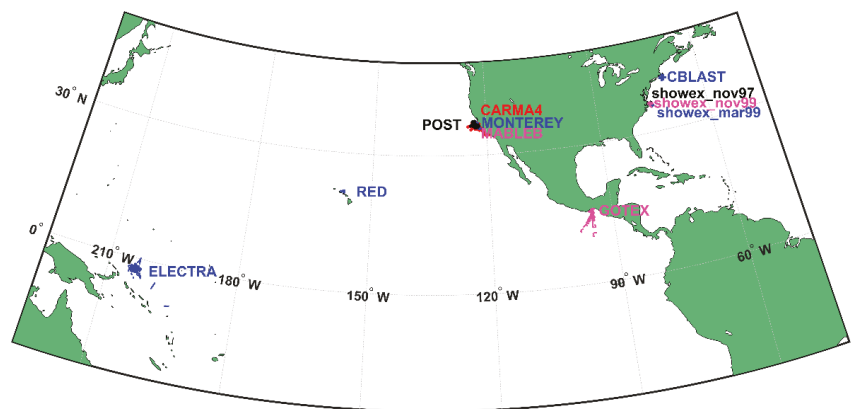 CBLAST
30° N
showex_nov97
showex_nov99
CARMA4
showex_mar99
POST
MONTEREY
MABLEB
RED
GOTEX
0°
210° W
ELECTRA
180° W
150° W
120° W
90° W
60° W